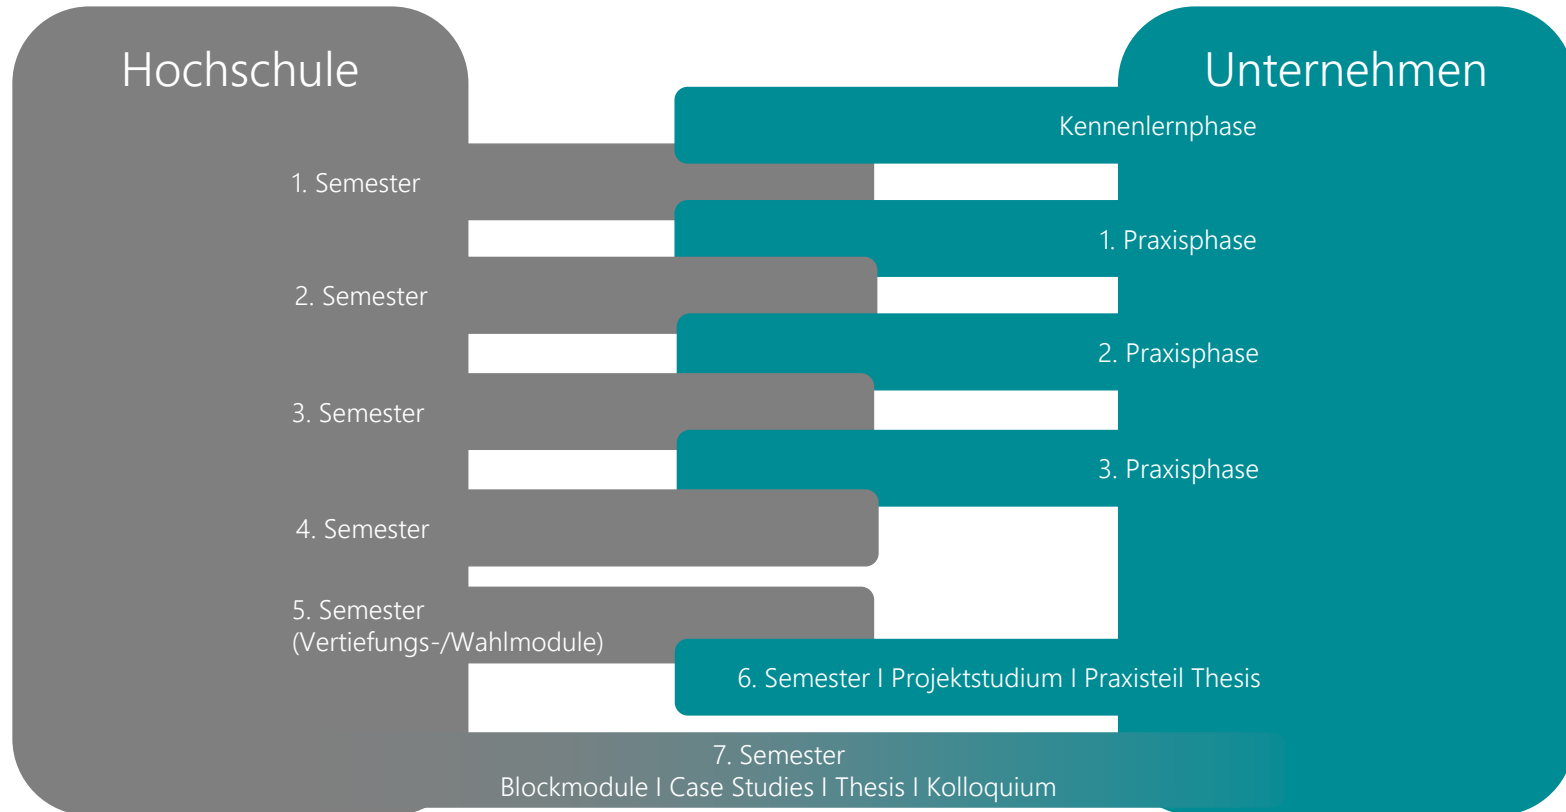 Hochschule
Unternehmen
Kennenlernphase
1. Semester
1. Praxisphase
2. Semester
2. Praxisphase
3. Semester
3. Praxisphase
4. Semester
5. Semester
(Vertiefungs-/Wahlmodule)
6. Semester I Projektstudium I Praxisteil Thesis
7. Semester
Blockmodule I Case Studies I Thesis I Kolloquium